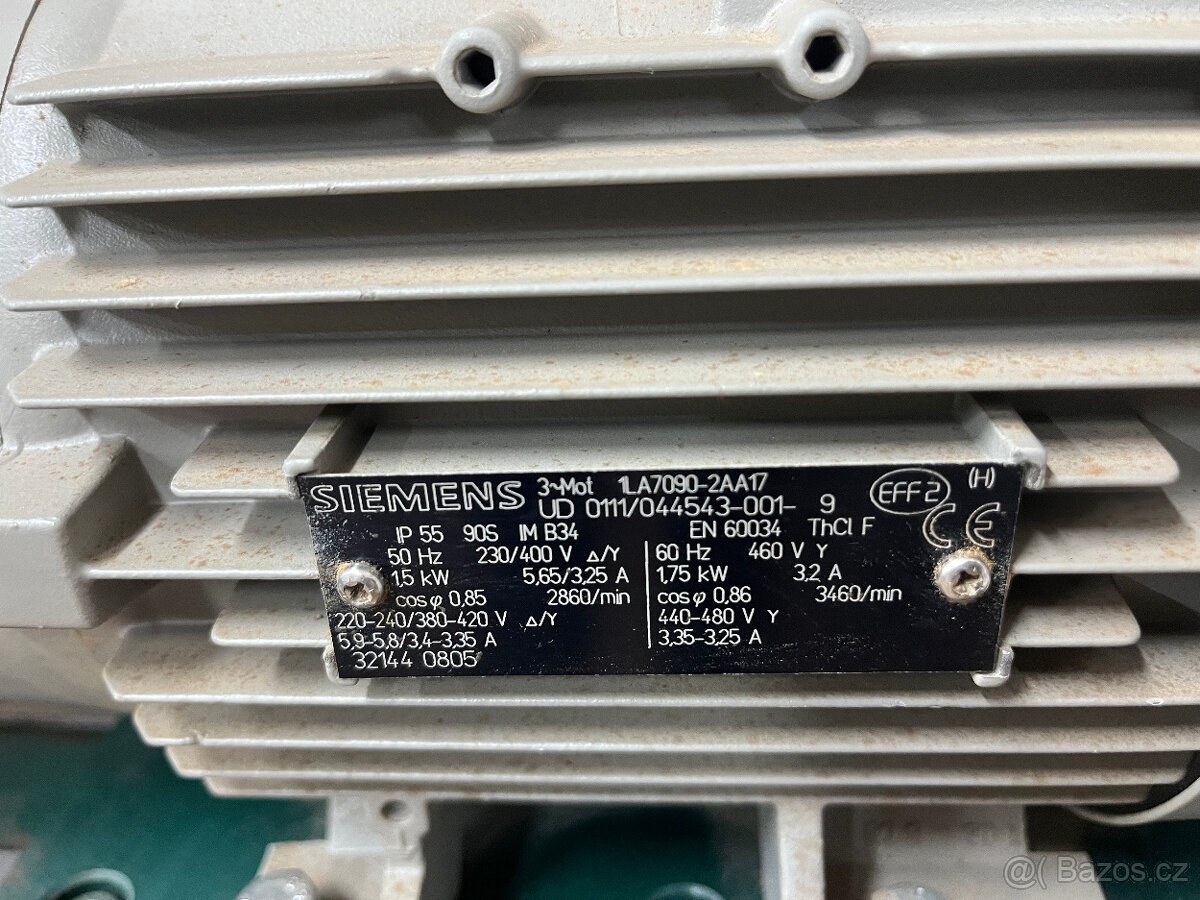 SIEMENS 3~Mot 1LA7090-2AA17
UD 0111/044543-001- 9 EFF2 (H)
IP 55 90S IM B34 EN 60034 ThCl F CE
50 Hz 230/400 V △/Y 60 Hz 460 V Y
1,5 kW 5,65/3,25 A 1,75 kW 3,2 A
cos φ 0,85 2860/min cos φ 0,86 3460/min
220-240/380-420 V △/Y 440-480 V Y
5,9-5,8/3,4-3,35 A 3,35-3,25 A
32144 0805
@( Bazos.cz